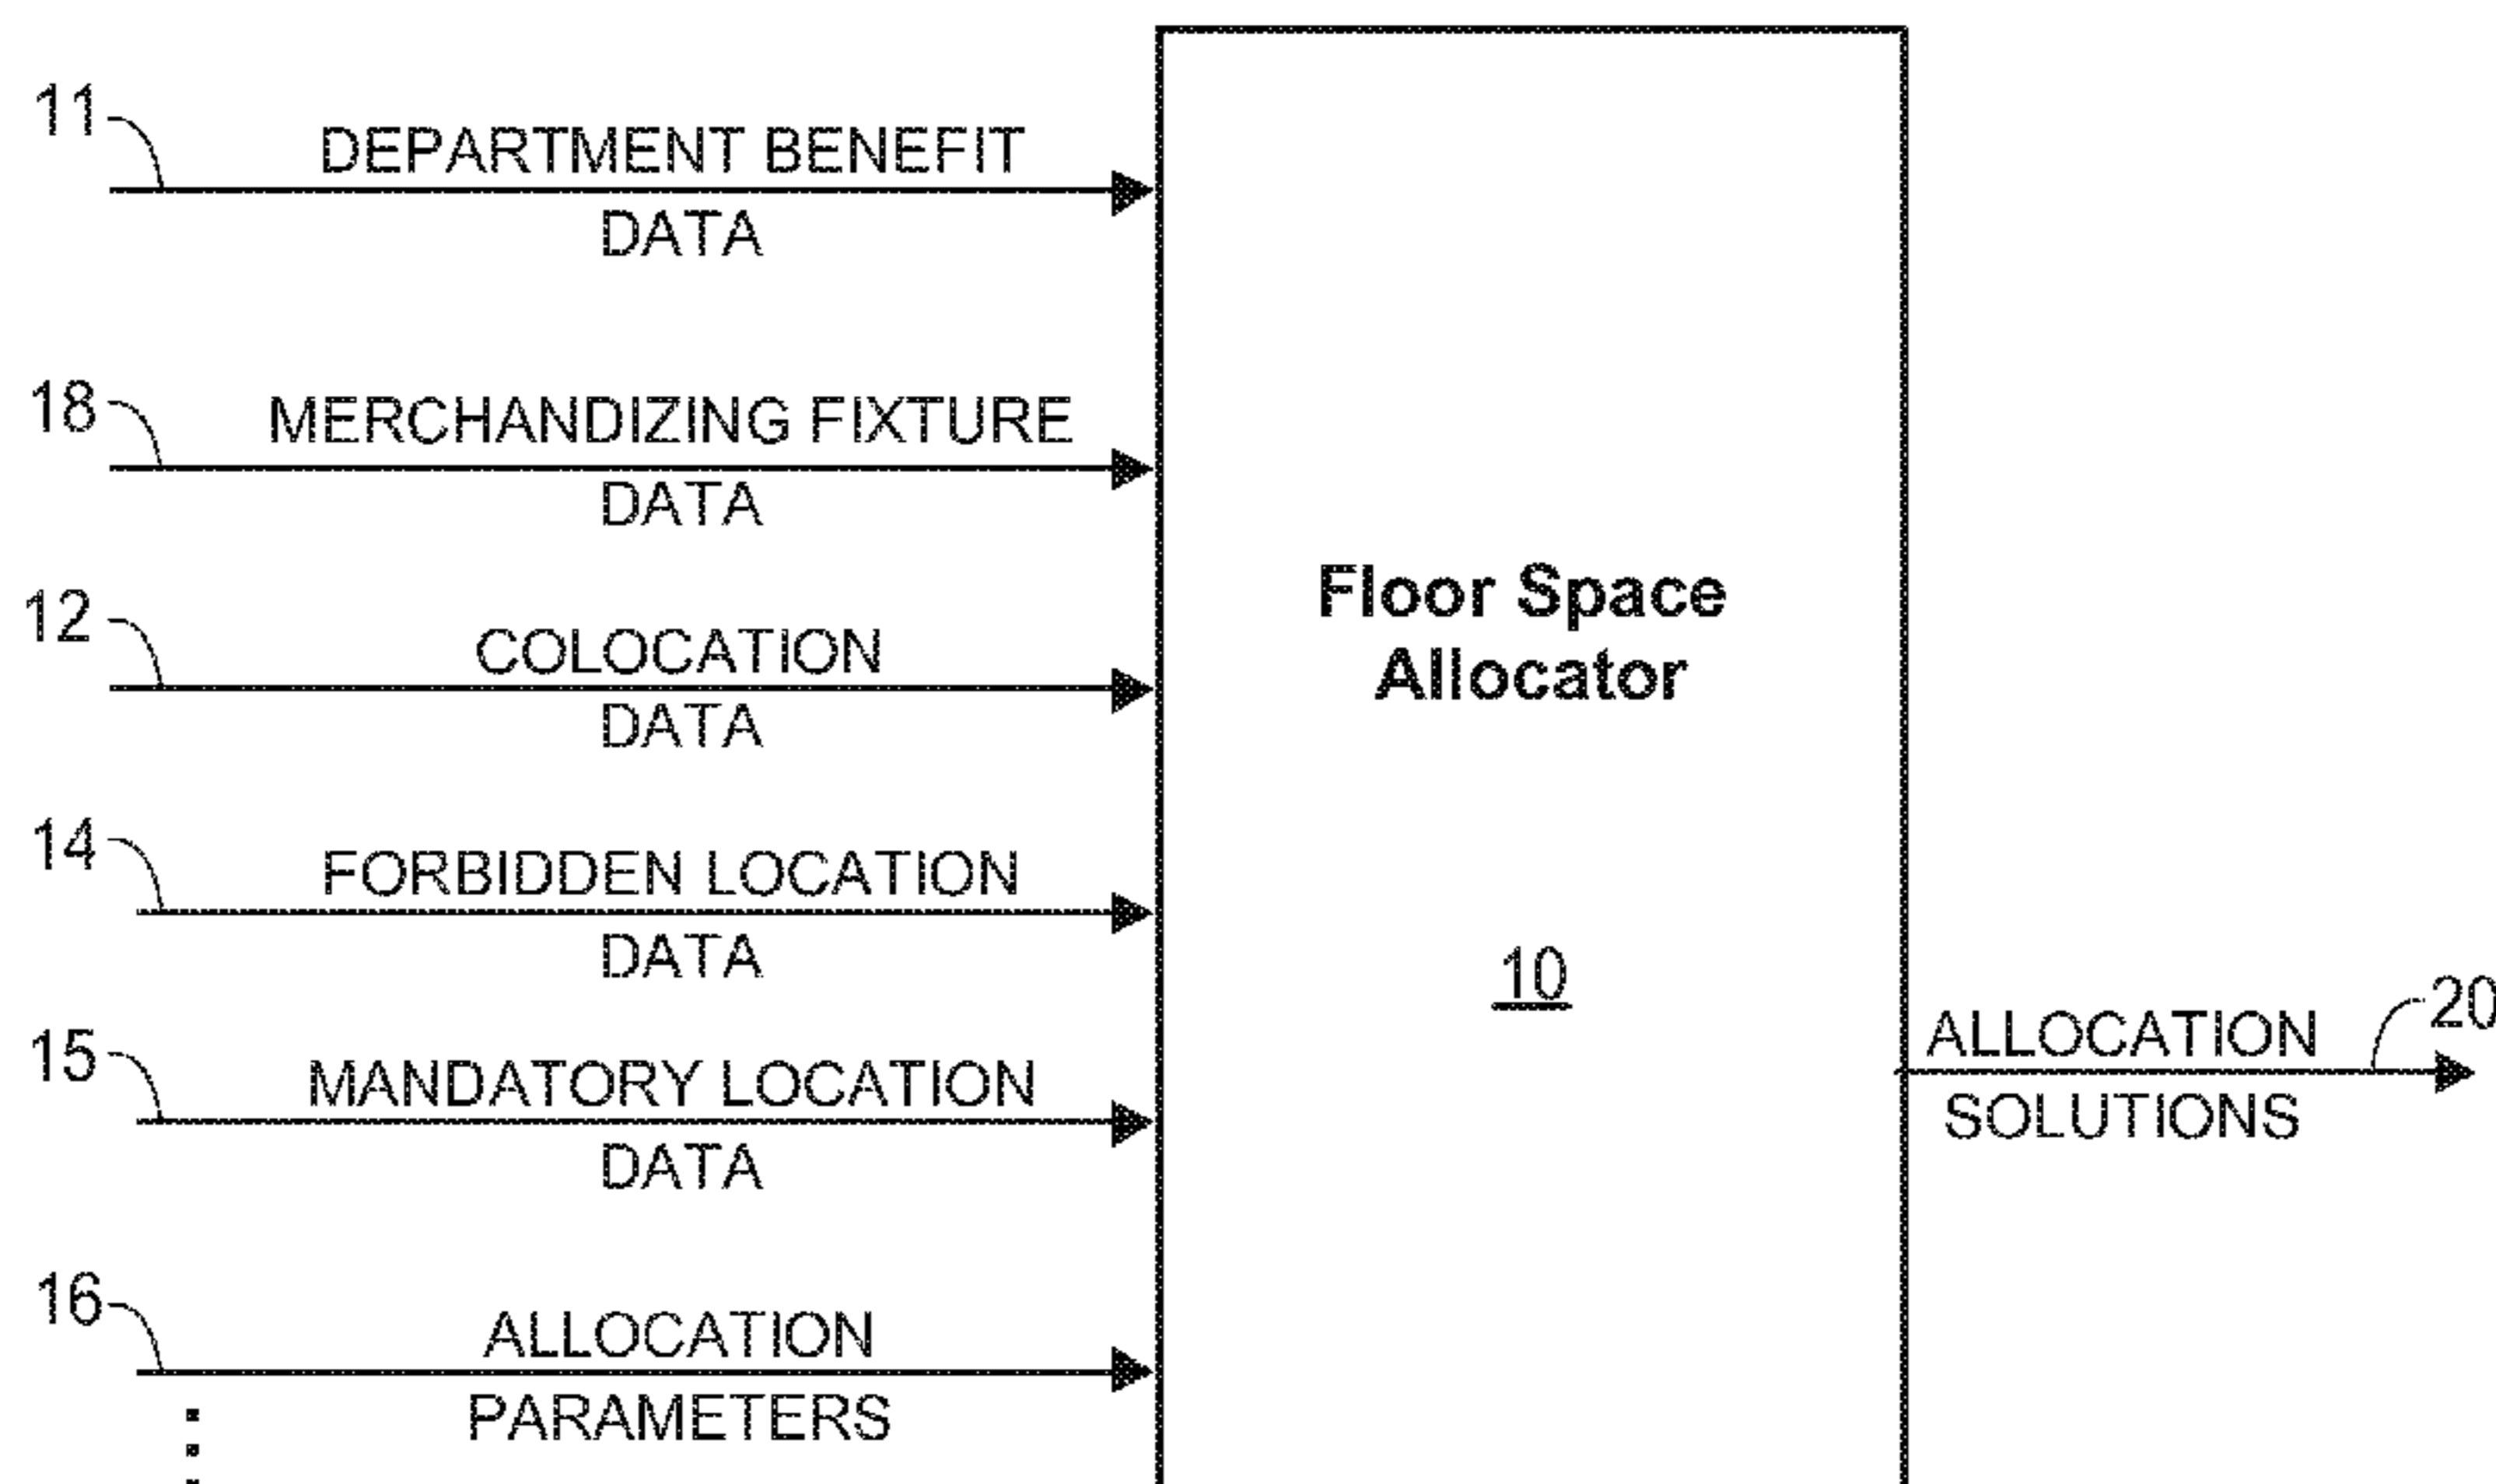 11
DEPARTMENT BENEFIT
DATA
18
MERCHANDIZING FIXTURE
DATA
12
COLOCATION
DATA
14
FORBIDDEN LOCATION
DATA
15
MANDATORY LOCATION
DATA
16
ALLOCATION
PARAMETERS
Floor Space
Allocator
10
20
ALLOCATION
SOLUTIONS